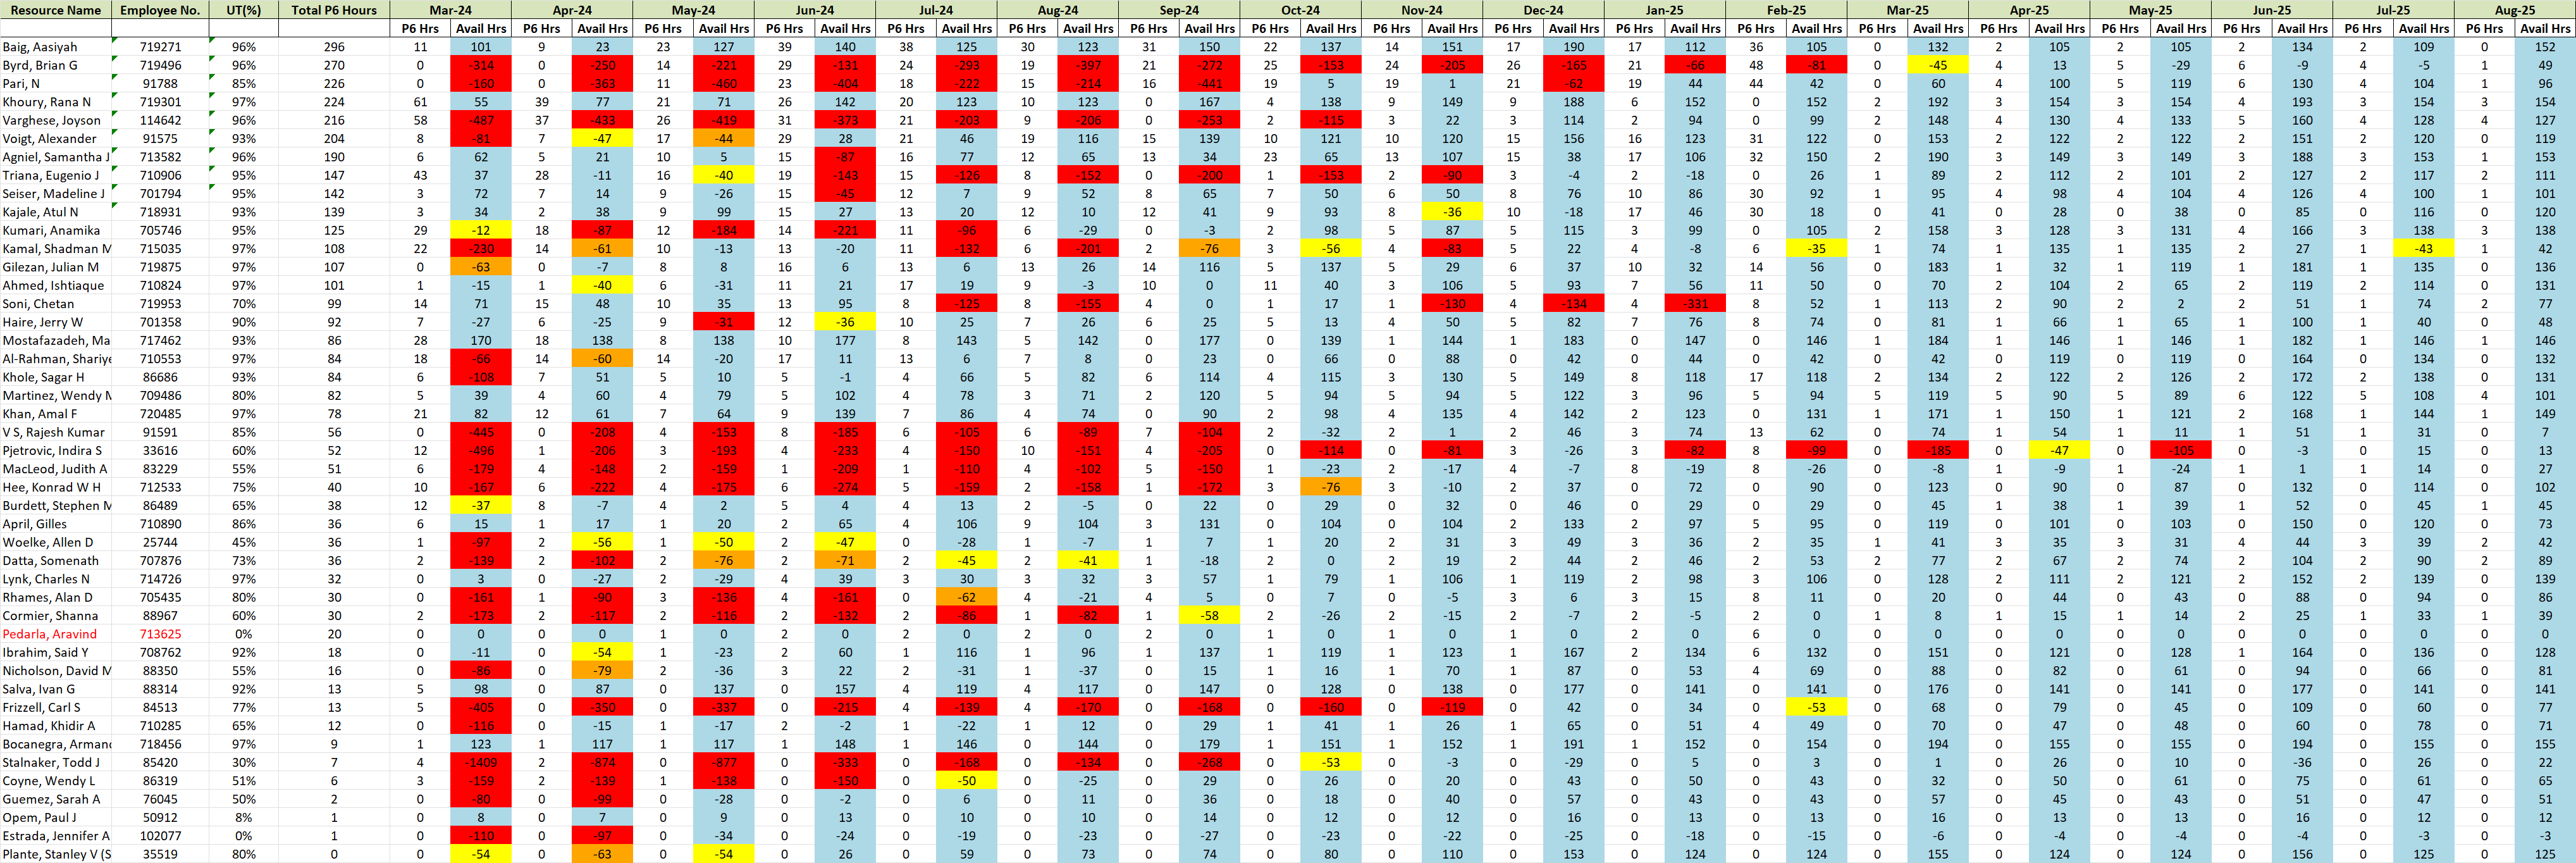 Resource Name Employee No. UT(%) Total P6 Hours Mar-24 Apr-24 May-24 Jun-24 Jul-24 Aug-24 Sep-24 Oct-24 Nov-24 Dec-24 Jan-25 Feb-25 Mar-25 Apr-25 May-25 Jun-25 Jul-25 Aug-25
P6 Hrs Avail Hrs P6 Hrs Avail Hrs P6 Hrs Avail Hrs P6 Hrs Avail Hrs P6 Hrs Avail Hrs P6 Hrs Avail Hrs P6 Hrs Avail Hrs P6 Hrs Avail Hrs P6 Hrs Avail Hrs P6 Hrs Avail Hrs P6 Hrs Avail Hrs P6 Hrs Avail Hrs P6 Hrs Avail Hrs P6 Hrs Avail Hrs P6 Hrs Avail Hrs P6 Hrs Avail Hrs P6 Hrs Avail Hrs P6 Hrs Avail Hrs
Baig, Aasiyah 719271 96% 296 11 101 9 23 23 127 39 140 38 125 30 123 31 150 22 137 14 151 17 190 17 112 36 105 0 132 2 105 2 105 2 134 2 109 0 152
Byrd, Brian G 719496 96% 270 0 -314 0 -250 14 -221 29 -131 24 -293 19 -397 21 -272 25 -153 24 -205 26 -165 21 -66 48 -81 0 -45 4 13 5 -29 6 -9 4 -5 1 49
Pari, N 91788 85% 226 0 -160 0 -363 11 -460 23 -404 18 -222 15 -214 16 -441 19 5 19 1 21 -62 19 44 44 42 0 60 4 100 5 119 6 130 4 104 1 96
Khoury, Rana N 719301 97% 224 61 55 39 77 21 71 26 142 20 123 10 123 0 167 4 138 9 149 9 188 6 152 0 152 2 192 3 154 3 154 4 193 3 154 3 154
Varghese, Joyson 114642 96% 216 58 -487 37 -433 26 -419 31 -373 21 -203 9 -206 0 -253 2 -115 3 22 3 114 2 94 0 99 2 148 4 130 4 133 5 160 4 128 4 127
Voigt, Alexander 91575 93% 204 8 -81 7 -47 17 -44 29 28 21 46 19 116 15 139 10 121 10 120 15 156 16 123 31 122 0 153 2 122 2 122 2 151 2 120 0 119
Agniel, Samantha J 713582 96% 190 6 62 5 21 10 5 15 -87 16 77 12 65 13 34 23 65 13 107 15 38 17 106 32 150 2 190 3 149 3 149 3 188 3 153 1 153
Triana, Eugenio J 710906 95% 147 43 37 28 -11 16 -40 19 -143 15 -126 8 -152 0 -200 1 -153 2 -90 3 -4 2 -18 0 26 1 89 2 112 2 101 2 127 2 117 2 111
Seiser, Madeline J 701794 95% 142 3 72 7 14 9 -26 15 -45 12 7 9 52 8 65 7 50 6 50 8 76 10 86 30 92 1 95 4 98 4 104 4 126 4 100 1 101
Kajale, Atul N 718931 93% 139 3 34 2 38 9 99 15 27 13 20 12 10 12 41 9 93 8 -36 10 -18 17 46 30 18 0 41 0 28 0 38 0 85 0 116 0 120
Kumari, Anamika 705746 95% 125 29 -12 18 -87 12 -184 14 -221 11 -96 6 -29 0 -3 2 98 5 87 5 115 3 99 0 105 2 138 3 128 3 131 4 166 3 138 3 138
Kamal, Shadman M 715035 97% 108 22 -230 14 -61 10 -13 13 -20 11 -132 6 -201 2 -76 3 -56 4 -83 5 22 4 -8 6 -35 1 74 1 135 1 135 2 27 1 -43 1 42
Gilezan, Julian M 719875 97% 107 0 -63 0 -7 8 8 16 6 13 6 13 26 14 116 5 137 5 29 6 37 10 32 14 56 0 183 1 32 1 119 1 181 1 135 0 136
Ahmed, Ishtiaque 710824 97% 101 1 -15 1 -40 6 -31 11 21 17 19 9 -3 10 0 11 40 3 106 5 93 7 56 11 50 0 70 2 104 2 65 2 119 2 114 0 131
Soni, Chetan 719953 70% 99 14 71 15 48 10 35 13 95 8 -125 8 -155 4 0 1 17 1 -130 4 -134 4 -331 8 52 1 113 2 90 2 2 2 51 1 74 2 77
Haire, Jerry W 701358 90% 92 7 -27 6 -25 9 -31 12 -36 10 25 7 26 6 25 5 13 4 50 5 82 7 76 8 74 0 81 1 66 1 65 1 100 1 40 0 48
Mostafazadeh, Ma 717462 93% 86 28 170 18 138 8 138 10 177 8 143 5 142 0 177 0 139 1 144 1 183 0 147 0 146 1 184 1 146 1 146 1 182 1 146 1 146
Al-Rahman, Shariye 710553 97% 84 18 -66 14 -60 14 -20 17 11 13 6 7 8 0 23 0 66 0 88 0 42 0 44 0 42 0 42 0 119 0 119 0 164 0 134 0 132
Khole, Sagar H 86686 93% 84 6 -108 7 51 5 10 5 -1 4 66 5 82 6 114 4 115 3 130 5 149 8 118 17 118 2 134 2 122 2 126 2 172 2 138 0 131
Martinez, Wendy M 709486 80% 82 5 39 4 60 4 79 5 102 4 78 3 71 2 120 5 94 5 94 5 122 3 96 5 94 5 119 5 90 5 89 6 122 5 108 4 101
Khan, Amal F 720485 97% 78 21 82 12 61 7 64 9 139 7 86 4 74 0 90 2 98 4 135 4 142 2 123 0 131 1 171 1 150 1 121 2 168 1 144 1 149
V S, Rajesh Kumar 91591 85% 56 0 -445 0 -208 4 -153 8 -185 6 -105 6 -89 7 -104 2 -32 2 1 2 46 3 74 13 62 0 74 1 54 1 11 1 51 1 31 0 7
Pjetrovic, Indira S 33616 60% 52 12 -496 1 -206 3 -193 4 -233 4 -150 10 -151 4 -205 0 -114 0 -81 3 -26 3 -82 8 -99 0 -185 0 -47 0 -105 0 -3 0 15 0 13
MacLeod, Judith A 83229 55% 51 6 -179 4 -148 2 -159 1 -209 1 -110 4 -102 5 -150 1 -23 2 -17 4 -7 8 -19 8 -26 0 -8 1 -9 1 -24 1 1 1 14 0 27
Hee, Konrad W H 712533 75% 40 10 -167 6 -222 4 -175 6 -274 5 -159 2 -158 1 -172 3 -76 3 -10 2 37 0 72 0 90 0 123 0 90 0 87 0 132 0 114 0 102
Burdett, Stephen M 86489 65% 38 12 -37 8 -7 4 2 5 4 4 13 2 -5 0 22 0 29 0 32 0 46 0 29 0 29 0 45 1 38 1 39 1 52 1 45 1 45
April, Gilles 710890 86% 36 6 15 1 17 1 20 2 65 4 106 9 104 3 131 0 104 0 104 2 133 2 97 5 95 0 119 0 101 0 103 0 150 0 120 0 73
Woelke, Allen D 25744 45% 36 1 -97 2 -56 1 -50 2 -47 0 -28 1 -7 1 7 1 20 2 31 3 49 3 36 2 35 1 41 3 35 3 31 4 44 3 39 2 42
Datta, Somenath 707876 73% 36 2 -139 2 -102 2 -76 2 -71 2 -45 2 -41 2 -18 2 0 2 19 2 44 2 46 2 53 2 77 2 67 2 74 2 104 2 90 2 89
Lynk, Charles N 714726 97% 32 0 3 0 -27 2 -29 4 39 3 30 3 32 3 57 1 79 1 106 1 119 2 98 3 106 0 128 2 111 2 121 2 152 2 139 0 139
Rhames, Alan D 705435 80% 30 0 -161 1 -90 3 -136 4 -161 0 -62 4 -21 4 5 0 7 0 -5 3 6 3 15 8 11 0 20 0 44 0 43 0 88 0 94 0 86
Cormier, Shanna 88967 60% 30 2 -173 2 -117 2 -116 2 -132 2 -86 1 -82 1 -58 2 -26 2 -15 2 -7 2 -5 2 0 1 8 1 15 1 14 2 25 1 33 1 39
Pedarla, Aravind 713625 0% 20 0 0 0 0 1 0 2 0 2 0 2 0 2 0 1 0 1 0 1 0 2 0 6 0 0 0 0 0 0 0 0 0 0 0 0 0
Ibrahim, Said Y 708762 92% 18 0 -11 0 -54 1 -23 2 60 1 116 1 96 1 137 1 119 1 123 1 167 2 134 6 132 0 151 0 121 0 128 1 164 0 136 0 128
Nicholson, David M 88350 55% 16 0 -86 0 -79 2 -36 3 22 2 -31 1 -37 0 15 1 16 1 70 1 87 0 53 4 69 0 88 0 82 0 61 0 94 0 66 0 81
Salva, Ivan G 88314 92% 13 5 98 0 87 0 137 0 157 4 119 4 117 0 147 0 128 0 138 0 177 0 141 0 141 0 176 0 141 0 141 0 177 0 141 0 141
Frizzell, Carl S 84513 77% 13 5 -405 0 -350 0 -337 0 -215 4 -139 4 -170 0 -168 0 -160 0 -119 0 42 0 34 0 -53 0 68 0 79 0 45 0 109 0 60 0 77
Hamad, Khidir A 710285 65% 12 0 -116 0 -15 1 -17 2 -2 1 -22 1 12 0 29 1 41 1 26 1 65 0 51 4 49 0 70 0 47 0 48 0 60 0 78 0 71
Bocanegra, Armand 718456 97% 9 1 123 1 117 1 117 1 148 1 146 0 144 0 179 1 151 1 152 1 191 1 152 0 154 0 194 0 155 0 155 0 194 0 155 0 155
Stalnaker, Todd J 85420 30% 7 4 -1409 2 -874 0 -877 0 -333 0 -168 0 -134 0 -268 0 -53 0 -3 0 -29 0 5 0 3 0 1 0 26 0 10 0 -36 0 26 0 22
Coyne, Wendy L 86319 51% 6 3 -159 2 -139 1 -138 0 -150 0 -50 0 -25 0 29 0 26 0 20 0 43 0 50 0 43 0 32 0 50 0 61 0 75 0 61 0 65
Guemez, Sarah A 76045 50% 2 0 -80 0 -99 0 -28 0 -2 0 6 0 11 0 36 0 18 0 40 0 57 0 43 0 43 0 57 0 45 0 43 0 51 0 47 0 51
Opem, Paul J 50912 8% 1 0 8 0 7 0 9 0 13 0 10 0 10 0 14 0 12 0 12 0 16 0 13 0 13 0 16 0 13 0 13 0 16 0 12 0 12
Estrada, Jennifer A 102077 0% 1 0 -110 0 -97 0 -34 0 -24 0 -19 0 -23 0 -27 0 -23 0 -22 0 -25 0 -18 0 -15 0 -6 0 -4 0 -4 0 -4 0 -3 0 -3
Plante, Stanley V (S 35519 80% 0 0 -54 0 -63 0 -54 0 26 0 59 0 73 0 74 0 80 0 110 0 153 0 124 0 124 0 155 0 124 0 124 0 156 0 125 0 125